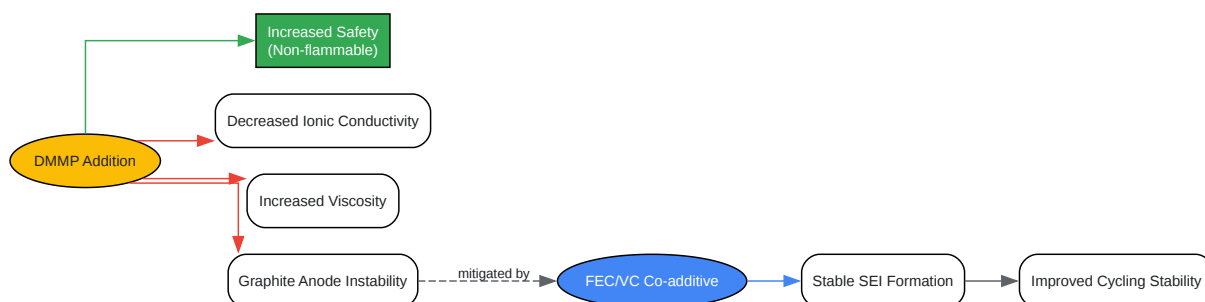 Increased Safety
(Non-flammable)
Decreased Ionic Conductivity
DMMP Addition
Increased Viscosity
Graphite Anode Instability
mitigated by
FEC/VC Co-additive
Stable SEI Formation
Improved Cycling Stability